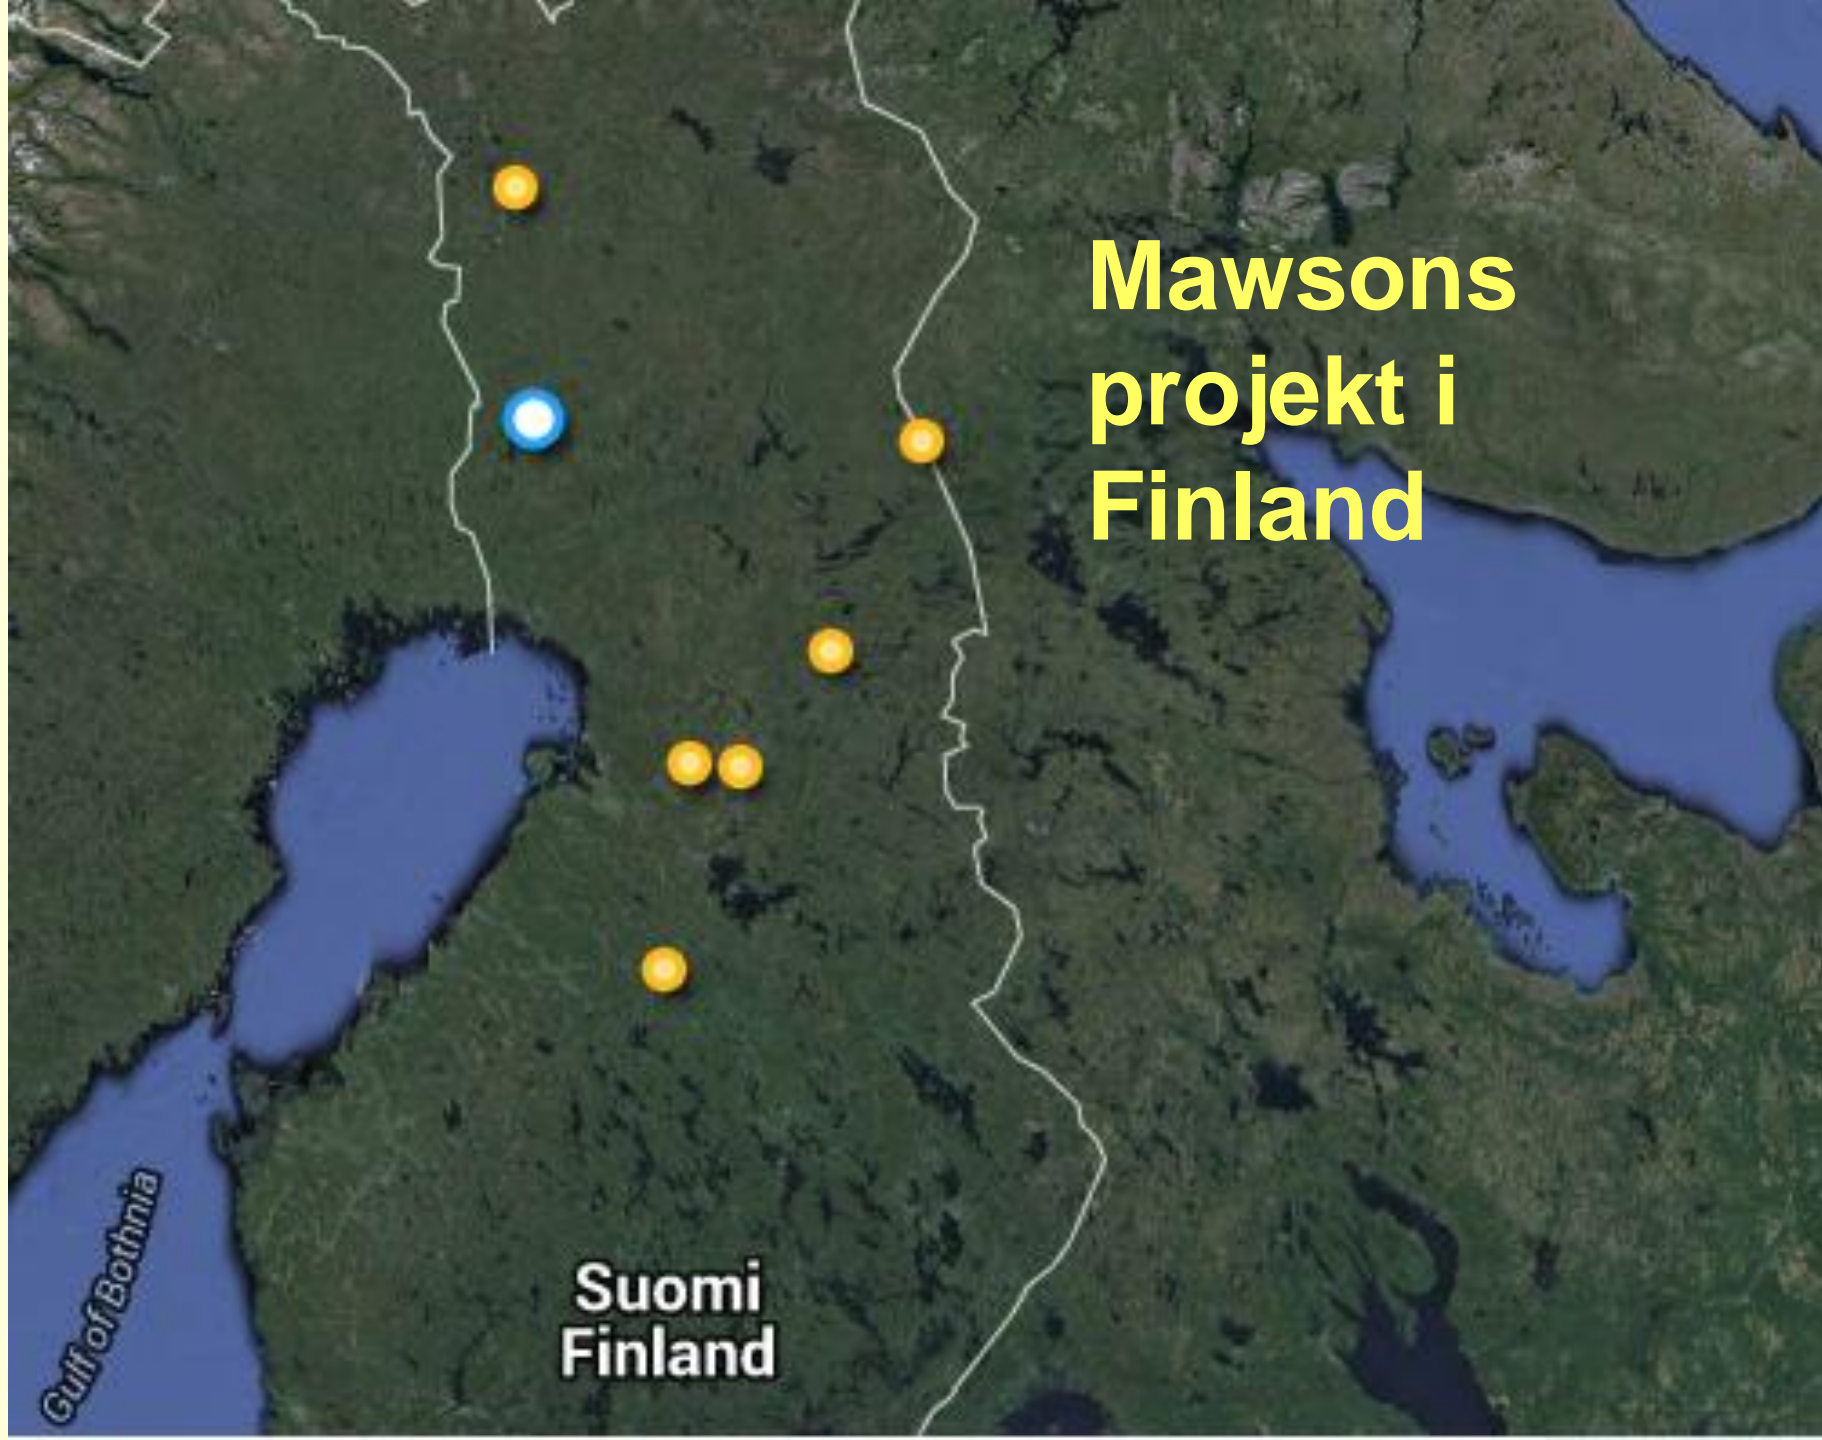 Mawsons
projekt i
Finland
Suomi
Finland
Gulf of Bothnia